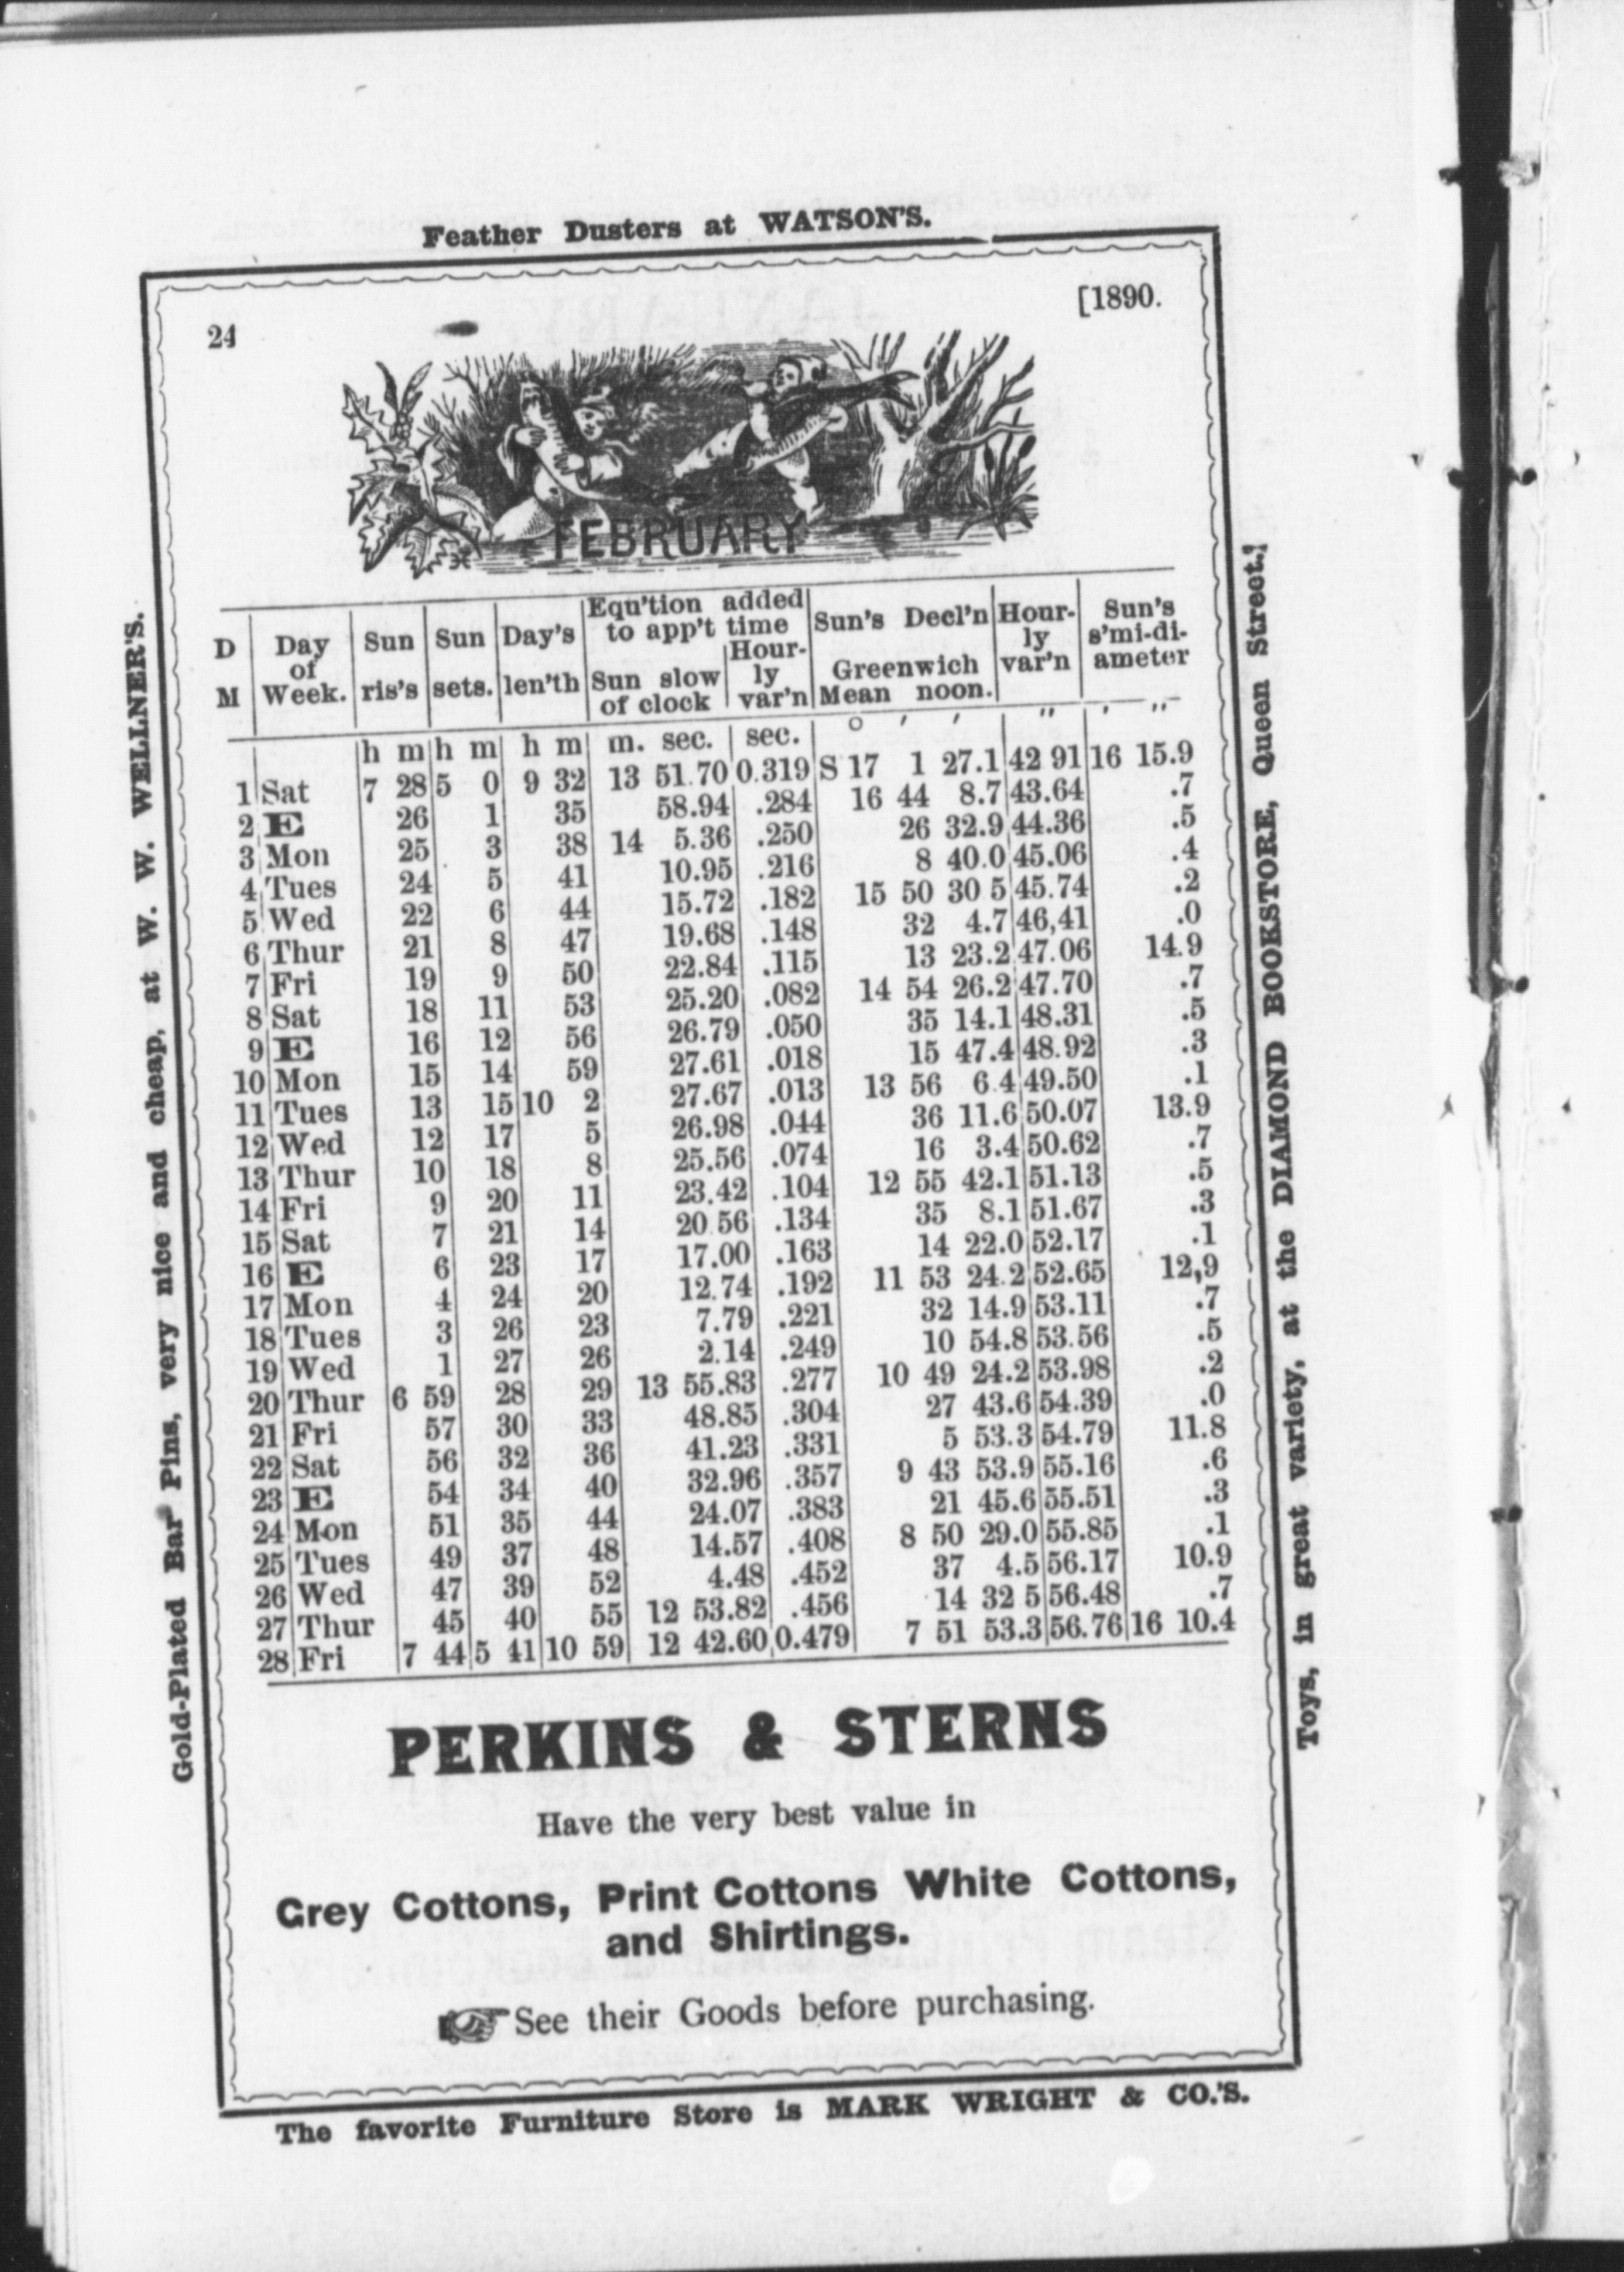 Feather Dusters at WATSON'S.
24
[1890.
FEBRUARY
D M | Day of Week. | Sun ris's | Sun sets. | Day's len'th | Equ'tion added to app't time Sun slow of clock | Hour-ly var'n | Sun's Decl'n Greenwich Mean noon. | Hour-ly var'n | Sun's s'mi-di-ameter
h m h m h m m. sec. sec. ° ′ ′ ″ ′ ″
1 Sat 7 28 5 0 9 32 13 51.70 0.319 S 17 1 27.1 42 91 16 15.9
2 E 26 1 35 58.94 .284 16 44 8.7 43.64 .7
3 Mon 25 3 38 14 5.36 .250 26 32.9 44.36 .5
4 Tues 24 5 41 10.95 .216 8 40.0 45.06 .4
5 Wed 22 6 44 15.72 .182 15 50 30 5 45.74 .2
6 Thur 21 8 47 19.68 .148 32 4.7 46,41 .0
7 Fri 19 9 50 22.84 .115 13 23.2 47.06 14.9
8 Sat 18 11 53 25.20 .082 14 54 26.2 47.70 .7
9 E 16 12 56 26.79 .050 35 14.1 48.31 .5
10 Mon 15 14 59 27.61 .018 15 47.4 48.92 .3
11 Tues 13 15 10 2 27.67 .013 13 56 6.4 49.50 .1
12 Wed 12 17 5 26.98 .044 36 11.6 50.07 13.9
13 Thur 10 18 8 25.56 .074 16 3.4 50.62 .7
14 Fri 9 20 11 23.42 .104 12 55 42.1 51.13 .5
15 Sat 7 21 14 20 56 .134 35 8.1 51.67 .3
16 E 6 23 17 17.00 .163 14 22.0 52.17 .1
17 Mon 4 24 20 12.74 .192 11 53 24.2 52.65 12,9
18 Tues 3 26 23 7.79 .221 32 14.9 53.11 .7
19 Wed 1 27 26 2.14 .249 10 54.8 53.56 .5
20 Thur 6 59 28 29 13 55.83 .277 10 49 24.2 53.98 .2
21 Fri 57 30 33 48.85 .304 27 43.6 54.39 .0
22 Sat 56 32 36 41.23 .331 5 53.3 54.79 11.8
23 E 54 34 40 32.96 .357 9 43 53.9 55.16 .6
24 Mon 51 35 44 24.07 .383 21 45.6 55.51 .3
25 Tues 49 37 48 14.57 .408 8 50 29.0 55.85 .1
26 Wed 47 39 52 4.48 .452 37 4.5 56.17 10.9
27 Thur 45 40 55 12 53.82 .456 14 32 5 56.48 .7
28 Fri 7 44 5 41 10 59 12 42.60 0.479 7 51 53.3 56.76 16 10.4
PERKINS & STERNS
Have the very best value in
Grey Cottons, Print Cottons White Cottons,
and Shirtings.
See their Goods before purchasing.
The favorite Furniture Store is MARK WRIGHT & CO.'S.
Gold-Plated Bar Pins, very nice and cheap, at W. W. WELLNER'S.
Toys, in great variety, at the DIAMOND BOOKSTORE, Queen Street.]